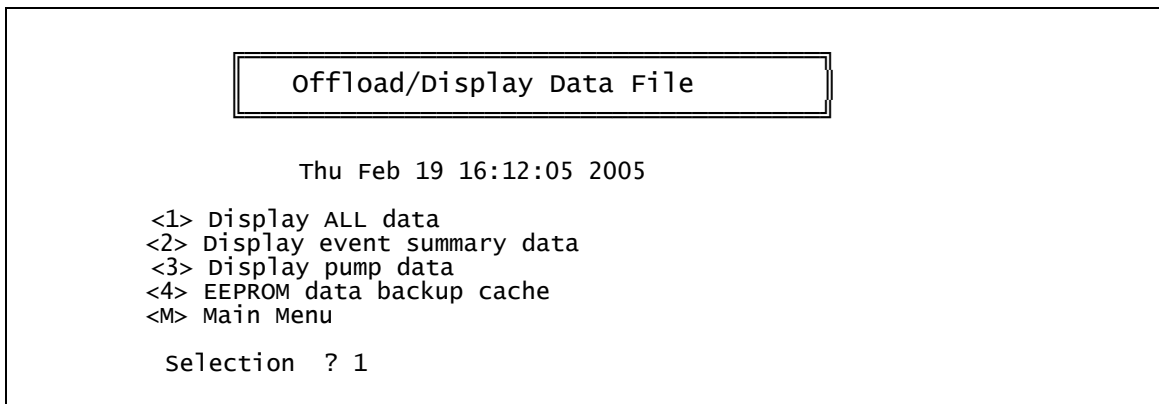 Offload/Display Data File
Thu Feb 19 16:12:05 2005
<1> Display ALL data
<2> Display event summary data
<3> Display pump data
<4> EEPROM data backup cache
<M> Main Menu
Selection ? 1